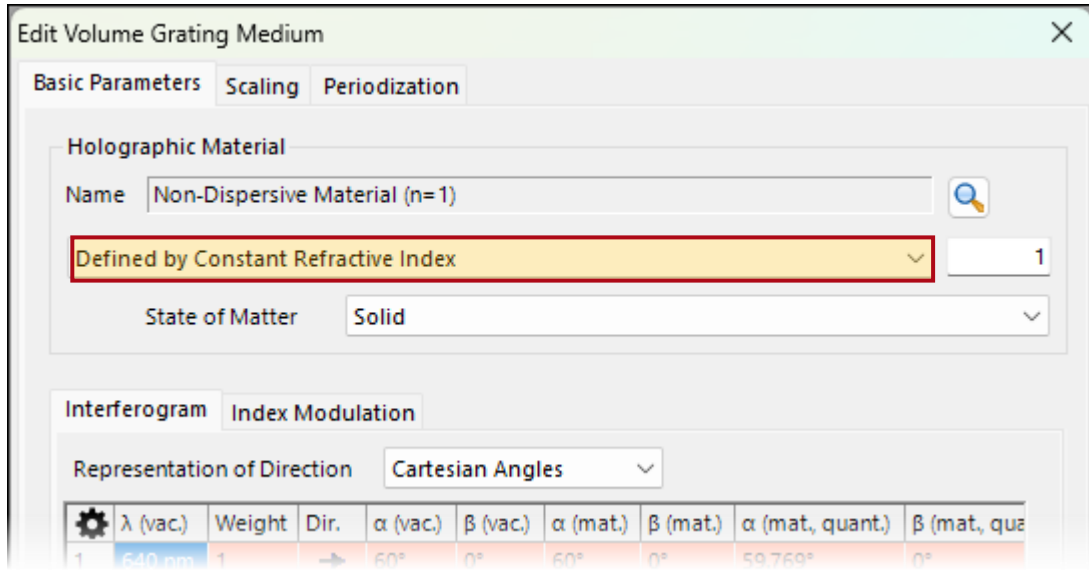 Edit Volume Grating Medium
Basic Parameters Scaling Periodization
Holographic Material
Name Non-Dispersive Material (n=1)
Defined by Constant Refractive Index 1
State of Matter Solid
Interferogram Index Modulation
Representation of Direction Cartesian Angles
λ (vac.) Weight Dir. α (vac.) β (vac.) α (mat.) β (mat.) α (mat., quant.) β (mat., qua
1 640 nm 1 60° 0° 60° 0° 59.769° 0°